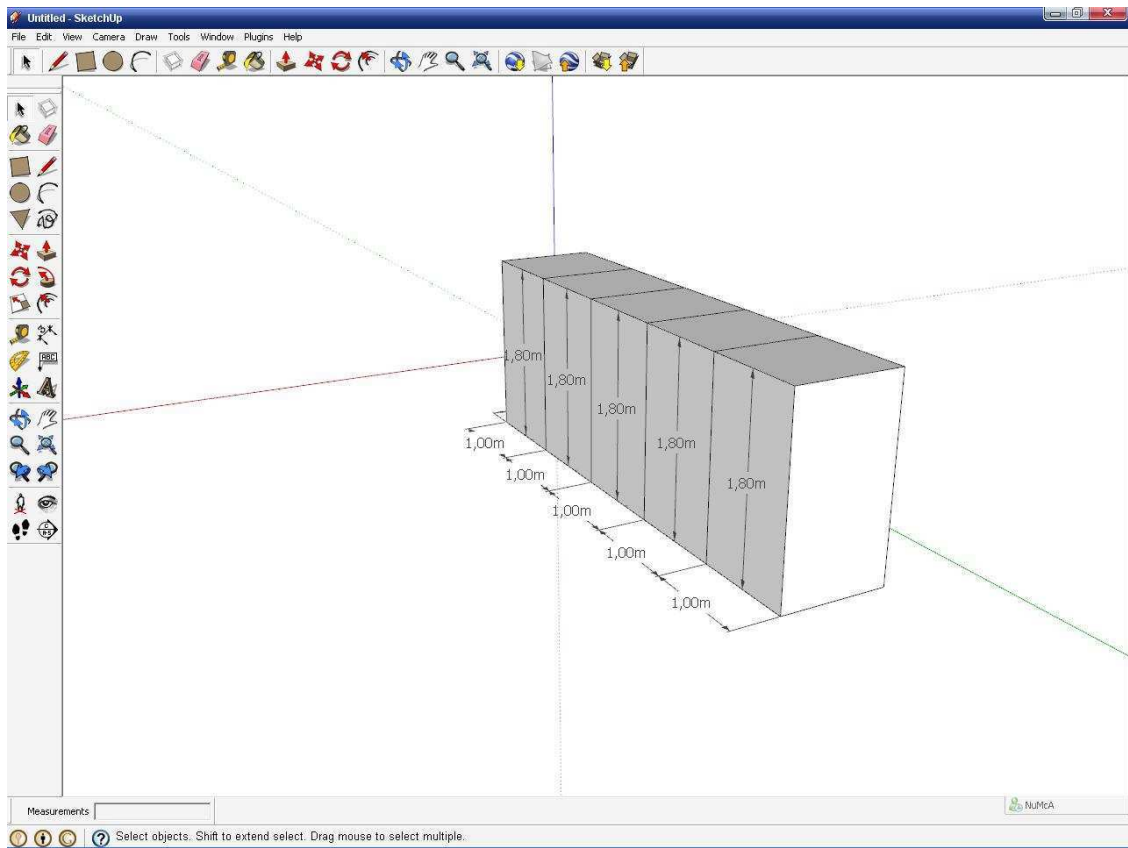 Untitled - SketchUp
File Edit View Camera Draw Tools Window Plugins Help
1,80m
1,80m
1,80m
1,80m
1,80m
1,00m
1,00m
1,00m
1,00m
1,00m
ABC
Measurements
NuMcA
Select objects. Shift to extend select. Drag mouse to select multiple.